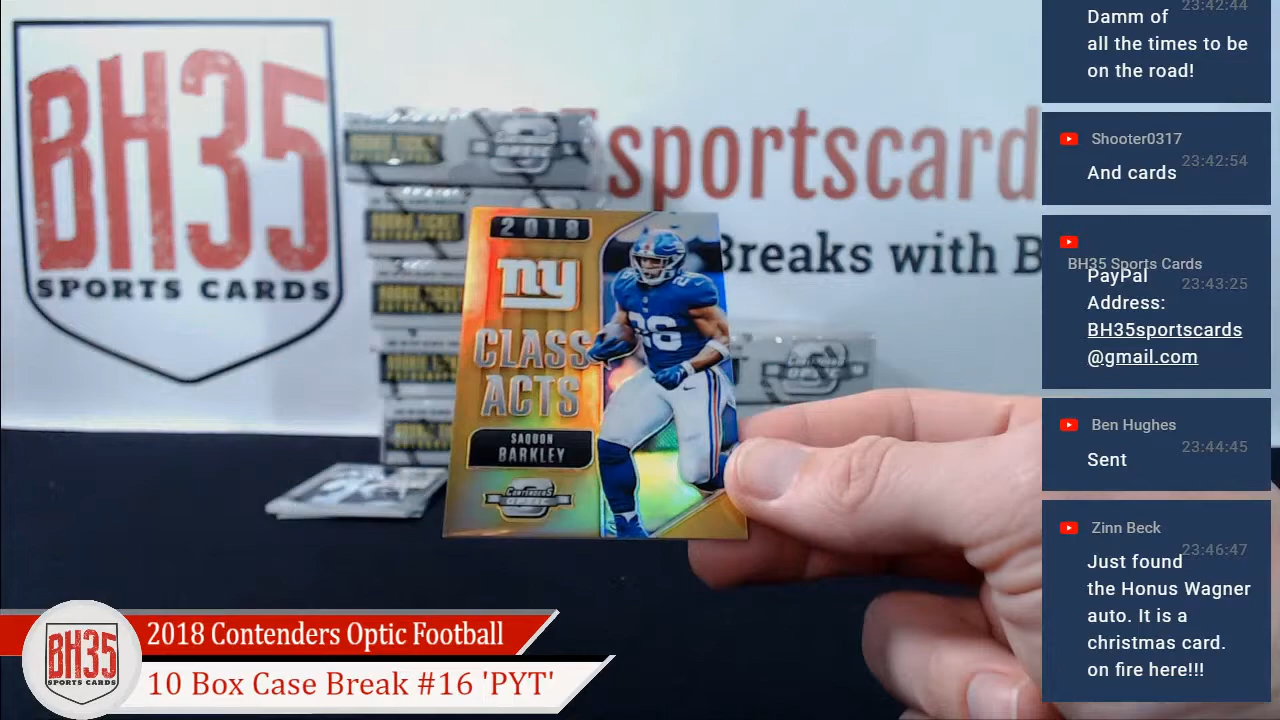 BH35
SPORTS CARDS
sportscard
Breaks with B
2018
ny
CLASS
ACTS
SAQUON
BARKLEY
CONTENDERS
OPTIC
26
BH35
SPORTS CARDS
2018 Contenders Optic Football
10 Box Case Break #16 'PYT'
23:42:44
Damm of
all the times to be
on the road!
Shooter0317
23:42:54
And cards
BH35 Sports Cards
23:43:25
PayPal
Address:
BH35sportscards
@gmail.com
Ben Hughes
23:44:45
Sent
Zinn Beck
23:46:47
Just found
the Honus Wagner
auto. It is a
christmas card.
on fire here!!!